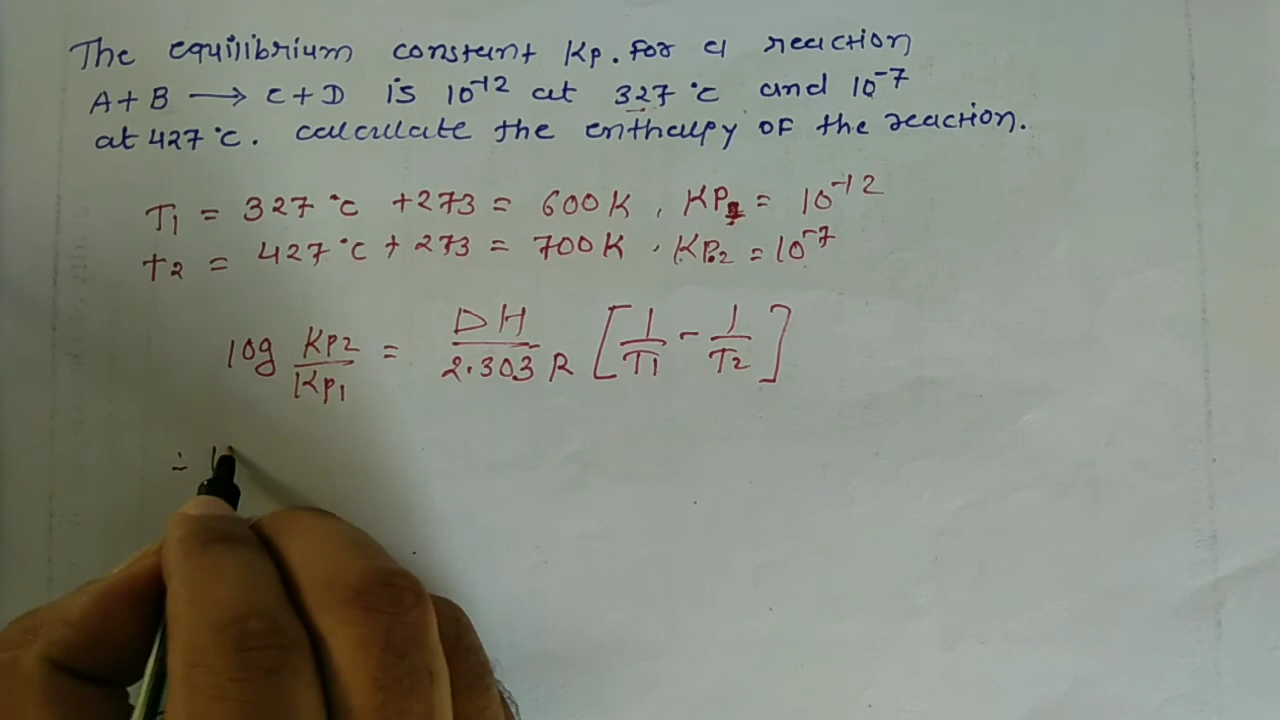 The equilibrium constant Kp. For a reaction
A + B → C + D is 10⁻¹² at 327 °C and 10⁻⁷
at 427 °C. calculate the enthalpy OF the reaction.
T₁ = 327 °C + 273 = 600 K , KP₁ = 10⁻¹²
T₂ = 427 °C + 273 = 700 K . KP₂ = 10⁻⁷
log Kp₂/Kp₁ = DH/2.303 R [1/T₁ - 1/T₂]
=